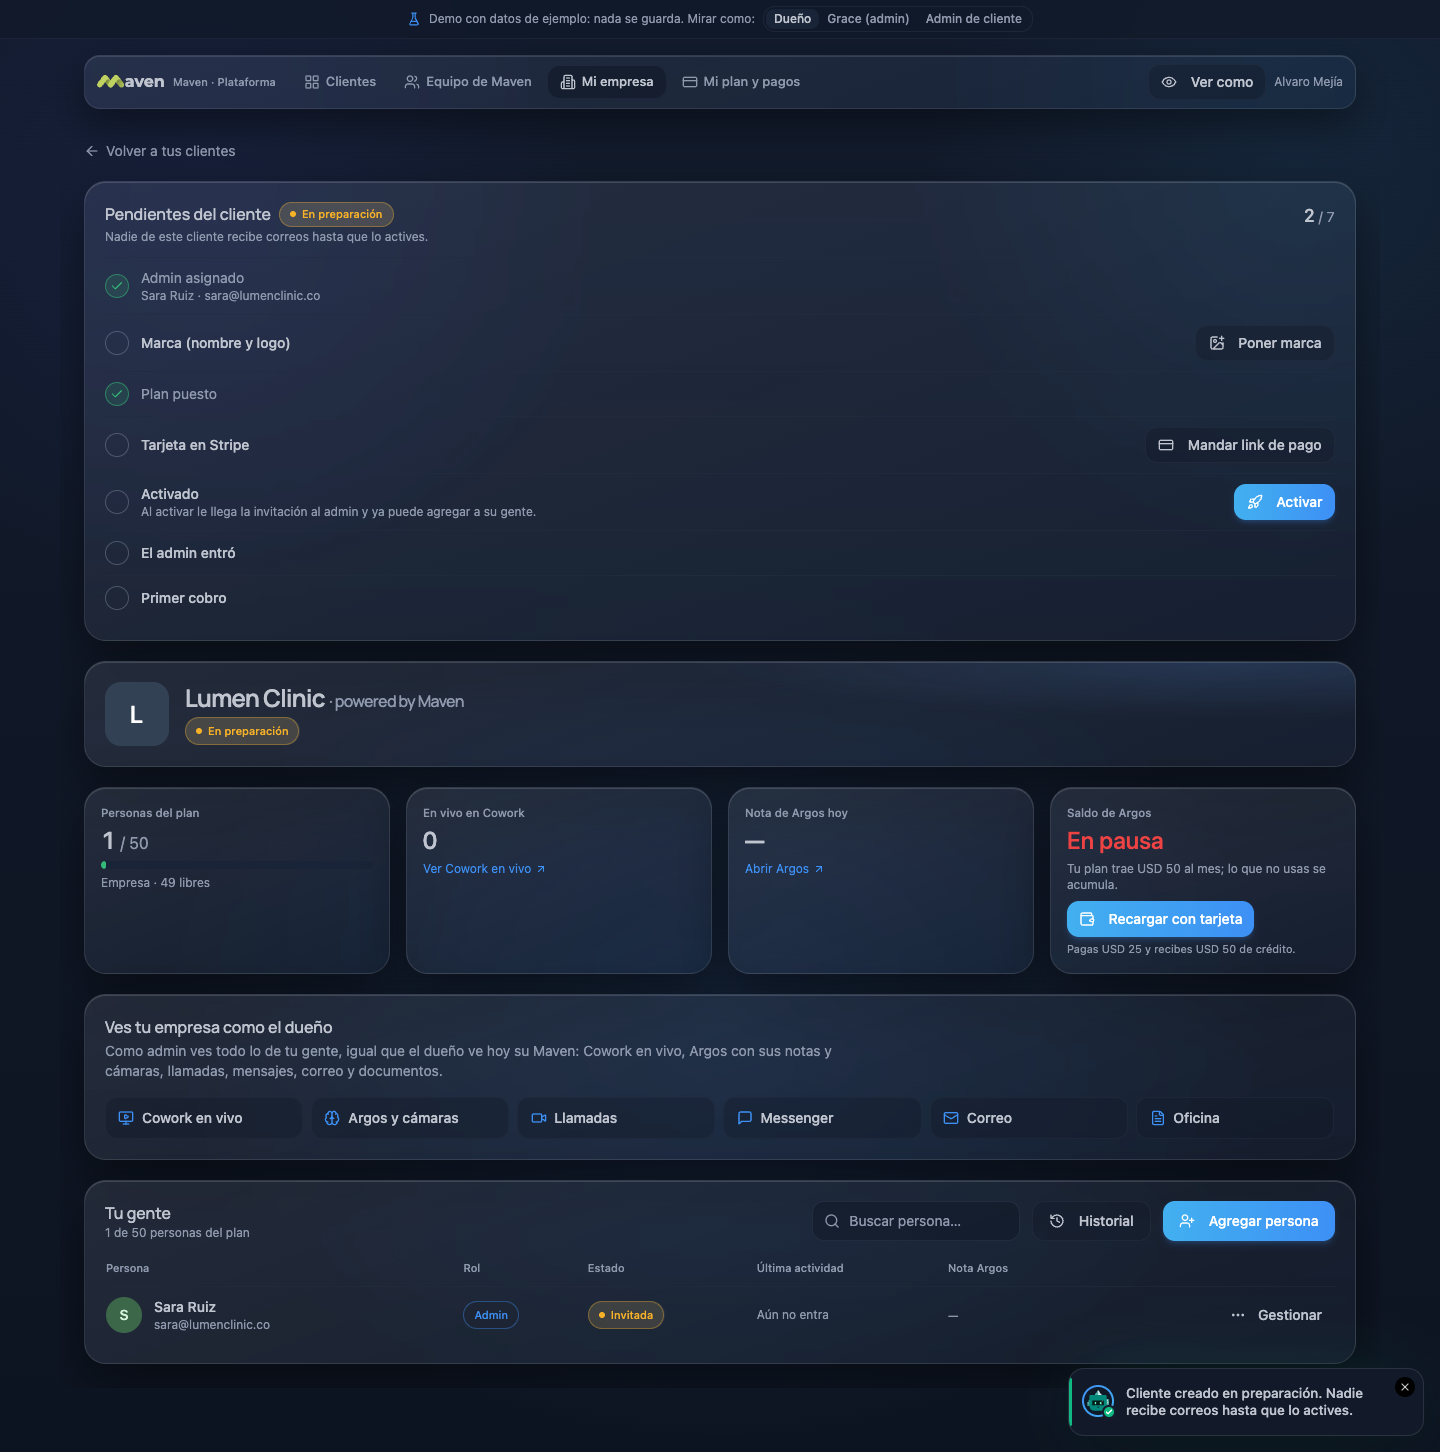 Demo con datos de ejemplo: nada se guarda. Mirar como: Dueño Grace (admin) Admin de cliente
Maven Maven · Plataforma Clientes Equipo de Maven Mi empresa Mi plan y pagos Ver como Alvaro Mejía
Volver a tus clientes
Pendientes del cliente En preparación 2 / 7
Nadie de este cliente recibe correos hasta que lo actives.
Admin asignado
Sara Ruiz · sara@lumenclinic.co
Marca (nombre y logo) Poner marca
Plan puesto
Tarjeta en Stripe Mandar link de pago
Activado
Al activar le llega la invitación al admin y ya puede agregar a su gente.
Activar
El admin entró
Primer cobro
L
Lumen Clinic · powered by Maven
En preparación
Personas del plan
1 / 50
Empresa · 49 libres
En vivo en Cowork
0
Ver Cowork en vivo
Nota de Argos hoy
—
Abrir Argos
Saldo de Argos
En pausa
Tu plan trae USD 50 al mes; lo que no usas se
acumula.
Recargar con tarjeta
Pagas USD 25 y recibes USD 50 de crédito.
Ves tu empresa como el dueño
Como admin ves todo lo de tu gente, igual que el dueño ve hoy su Maven: Cowork en vivo, Argos con sus notas y
cámaras, llamadas, mensajes, correo y documentos.
Cowork en vivo Argos y cámaras Llamadas Messenger Correo Oficina
Tu gente
1 de 50 personas del plan
Buscar persona... Historial Agregar persona
Persona Rol Estado Última actividad Nota Argos
S
Sara Ruiz
sara@lumenclinic.co
Admin Invitada Aún no entra — ··· Gestionar
Cliente creado en preparación. Nadie
recibe correos hasta que lo actives.